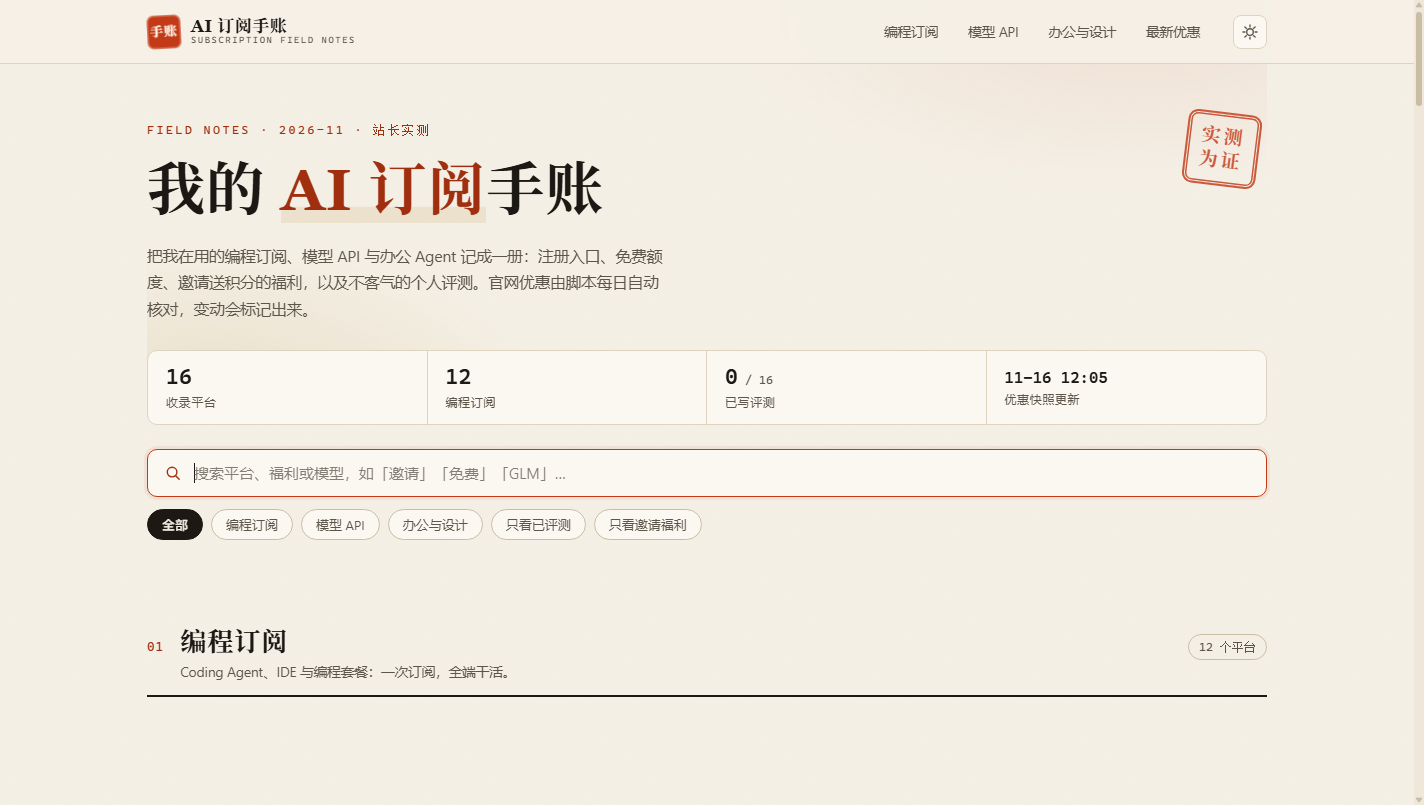 手账
AI 订阅手账
SUBSCRIPTION FIELD NOTES
编程订阅
模型 API
办公与设计
最新优惠
FIELD NOTES · 2026-11 · 站长实测
实测
为证
我的 AI 订阅手账
把我在用的编程订阅、模型 API 与办公 Agent 记成一册：注册入口、免费额
度、邀请送积分的福利，以及不客气的个人评测。官网优惠由脚本每日自动
核对，变动会标记出来。
16
收录平台
12
编程订阅
0 / 16
已写评测
11-16 12:05
优惠快照更新
搜索平台、福利或模型，如「邀请」「免费」「GLM」…
全部
编程订阅
模型 API
办公与设计
只看已评测
只看邀请福利
01 编程订阅
12 个平台
Coding Agent、IDE 与编程套餐：一次订阅，全端干活。